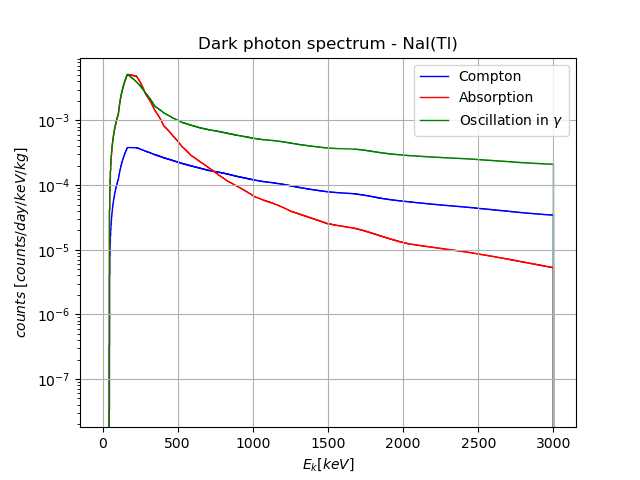 Dark photon spectrum - NaI(Tl)
Compton
Absorption
Oscillation in γ
counts [counts/day/keV/kg]
10⁻³
10⁻⁴
10⁻⁵
10⁻⁶
10⁻⁷
0 500 1000 1500 2000 2500 3000
Eₖ[keV]